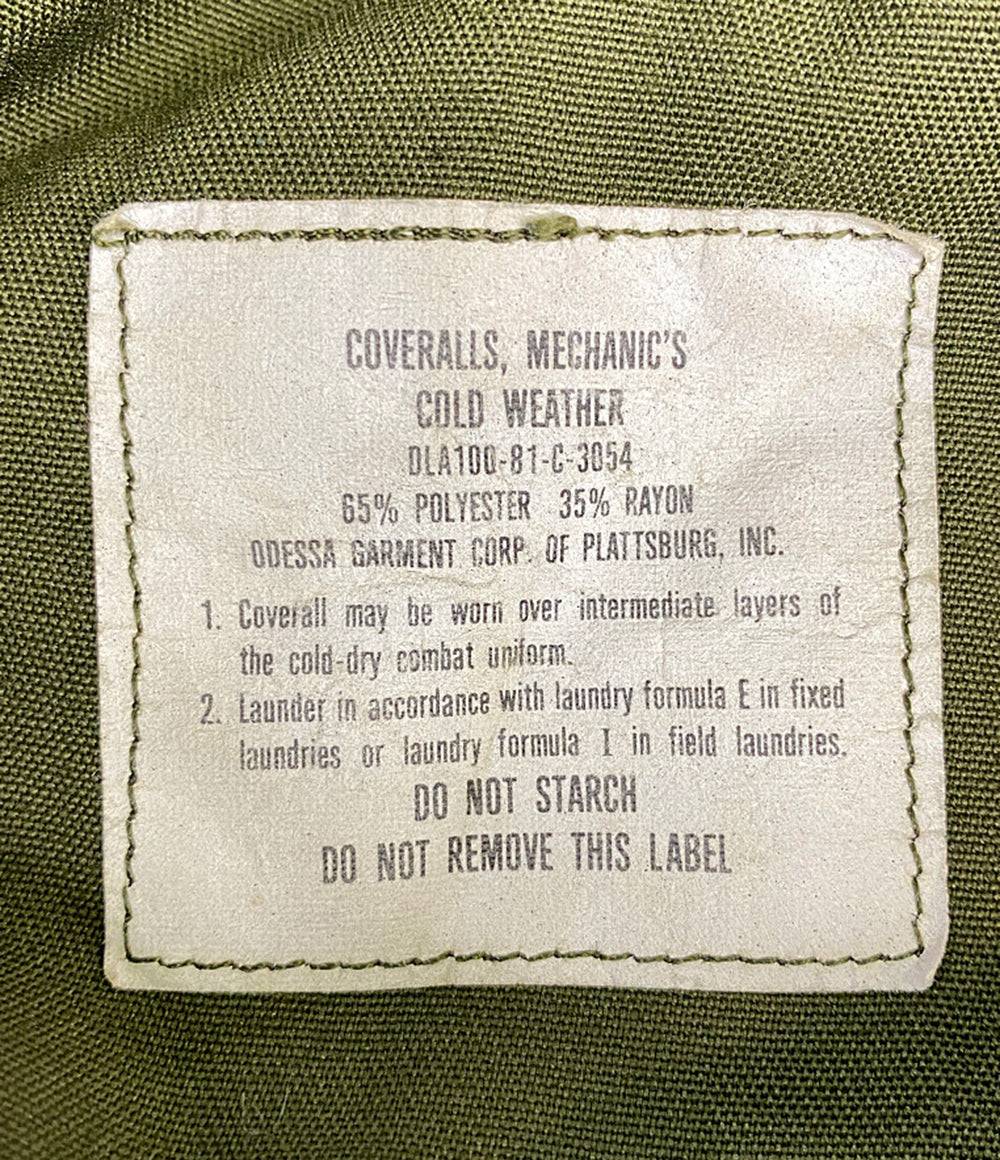 COVERALLS, MECHANIC'S
COLD WEATHER
DLA100-81-C-3054
65% POLYESTER 35% RAYON
ODESSA GARMENT CORP. OF PLATTSBURG, INC.
1. Coverall may be worn over intermediate layers of
the cold-dry combat uniform.
2. Launder in accordance with laundry formula E in fixed
laundries or laundry formula I in field laundries.
DO NOT STARCH
DO NOT REMOVE THIS LABEL